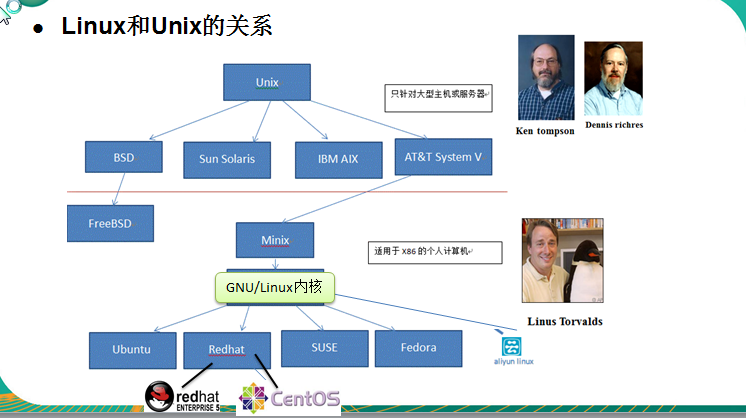 ● Linux和Unix的关系
Unix
只针对大型主机或服务器
Ken tompson
Dennis richres
BSD
Sun Solaris
IBM AIX
AT&T System V
FreeBSD
Minix
适用于 X86 的个人计算机
GNU/Linux内核
Linus Torvalds
Ubuntu
Redhat
SUSE
Fedora
aliyun linux
redhat
ENTERPRISE 5
CentOS